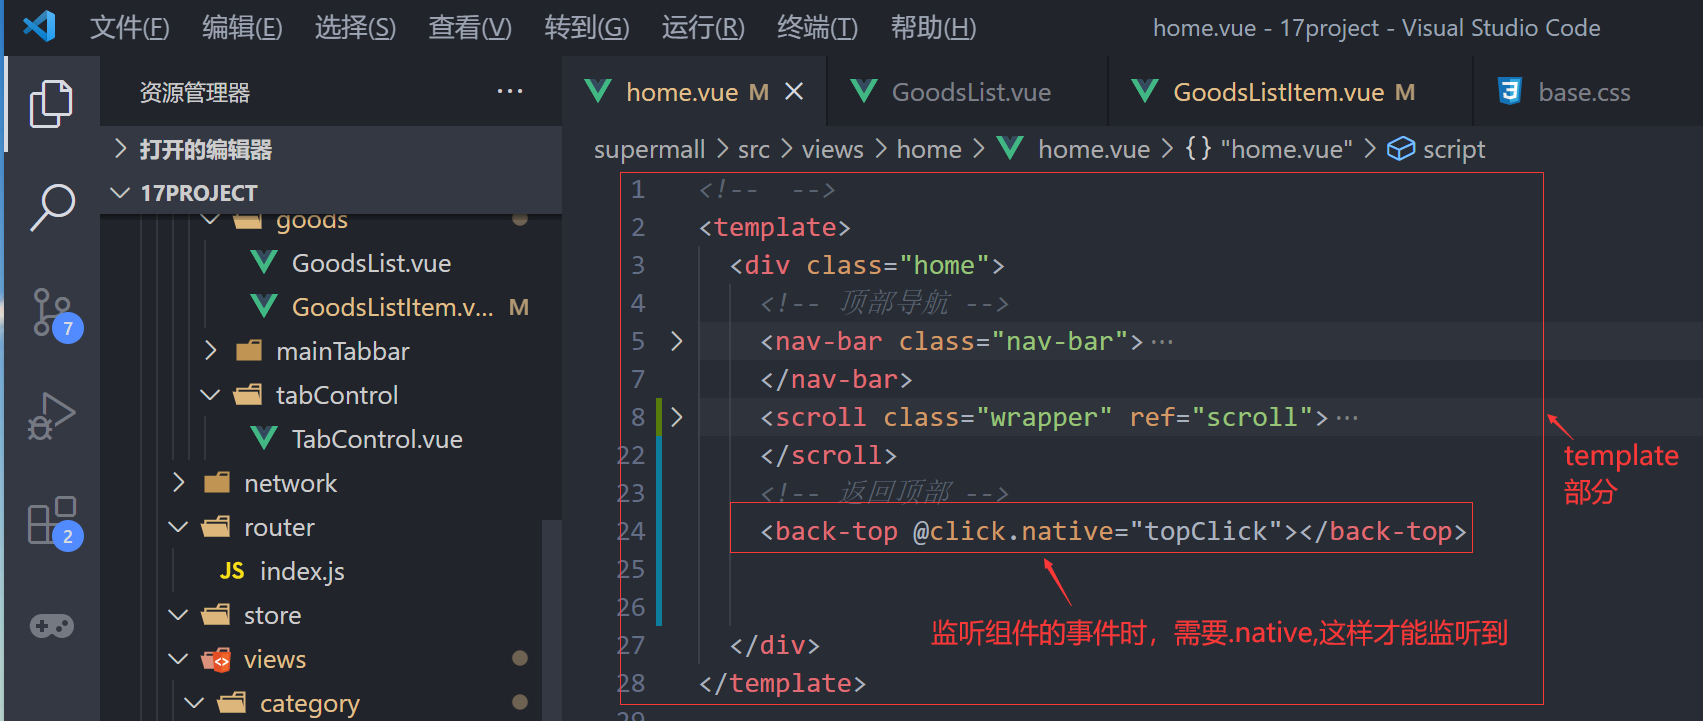 文件(F) 编辑(E) 选择(S) 查看(V) 转到(G) 运行(R) 终端(T) 帮助(H) home.vue - 17project - Visual Studio Code
资源管理器 ···
home.vue M
GoodsList.vue
GoodsListItem.vue M
base.css
打开的编辑器
17PROJECT
goods
GoodsList.vue
GoodsListItem.v... M
mainTabbar
tabControl
TabControl.vue
network
router
JS index.js
store
views
category
7
2
supermall > src > views > home > home.vue > {} "home.vue" > script
1 <!-- -->
2 <template>
3 <div class="home">
4 <!-- 顶部导航 -->
5 <nav-bar class="nav-bar">···
7 </nav-bar>
8 <scroll class="wrapper" ref="scroll">···
22 </scroll>
23 <!-- 返回顶部 -->
24 <back-top @click.native="topClick"></back-top>
25
26
27 </div>
28 </template>
29
template
部分
监听组件的事件时，需要.native,这样才能监听到